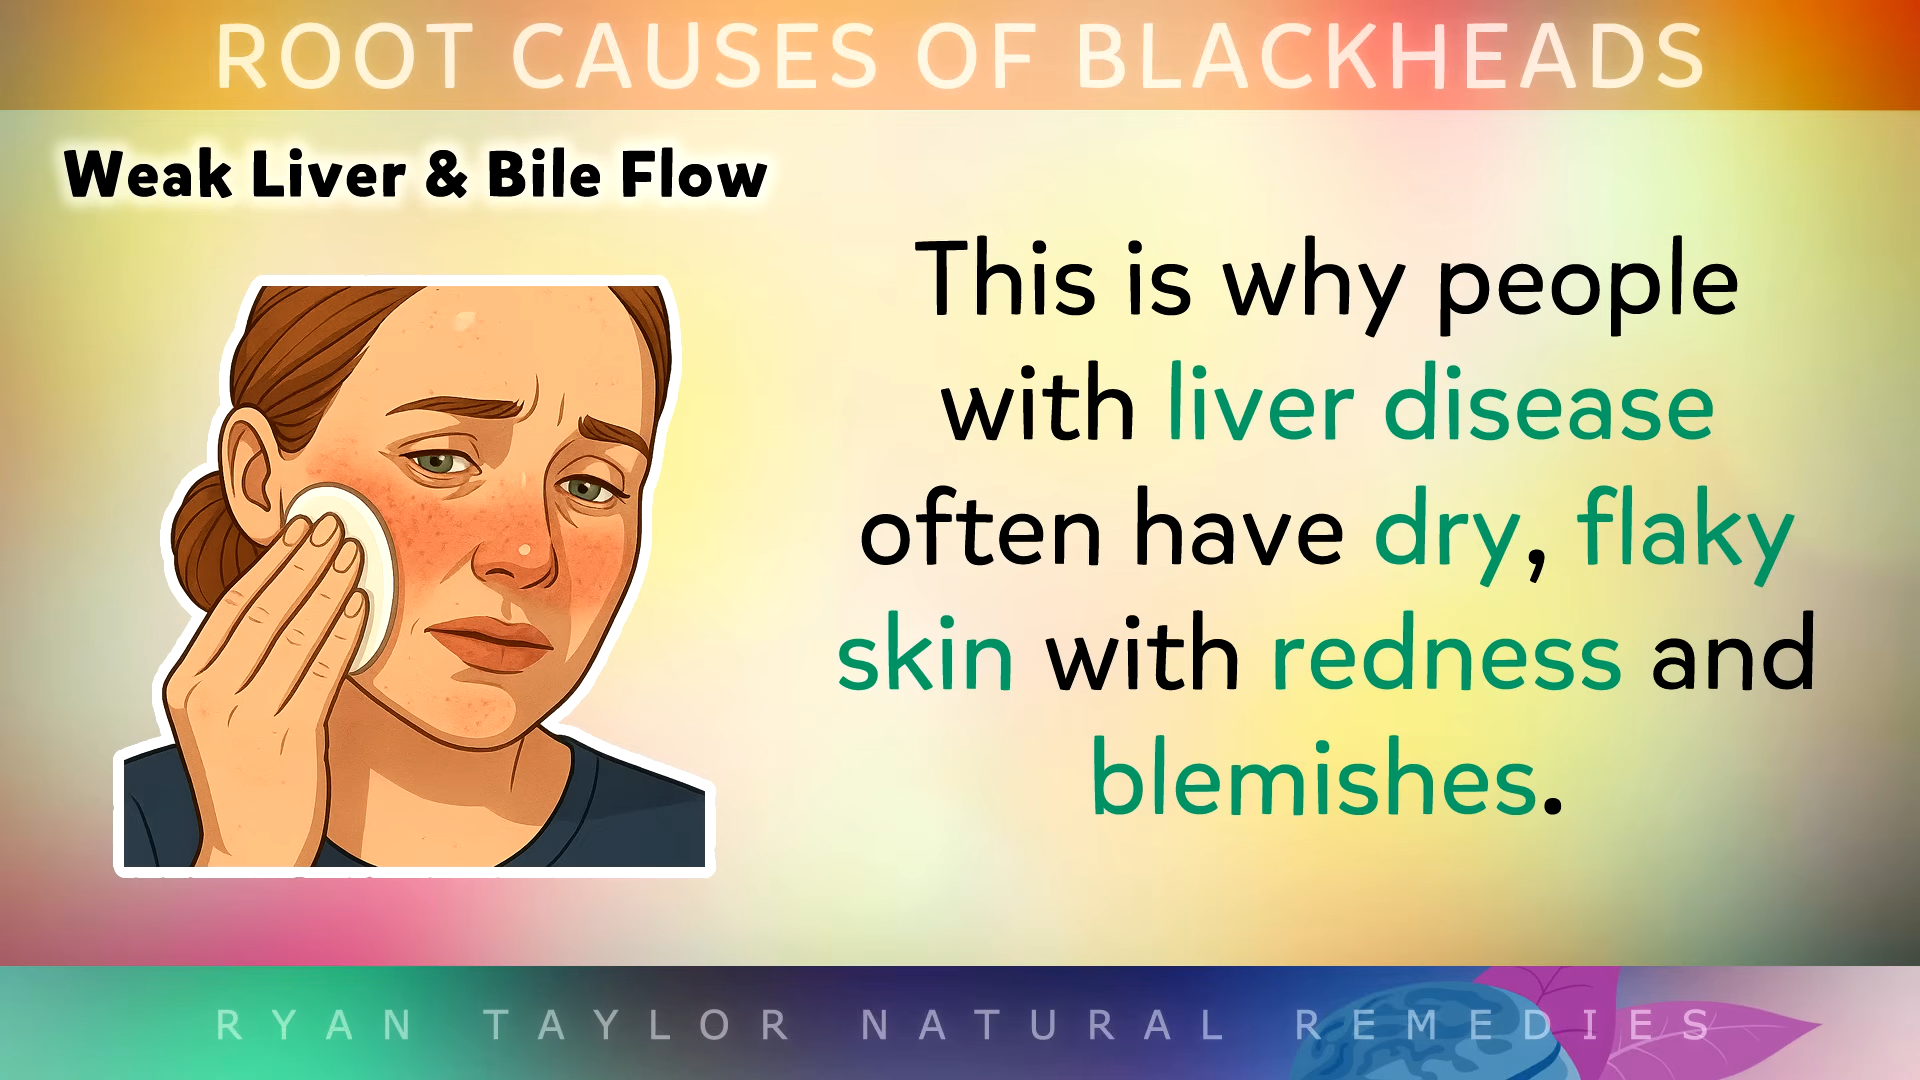 ROOT CAUSES OF BLACKHEADS
Weak Liver & Bile Flow
This is why people
with liver disease
often have dry, flaky
skin with redness and
blemishes.
RYAN TAYLOR NATURAL REMEDIES